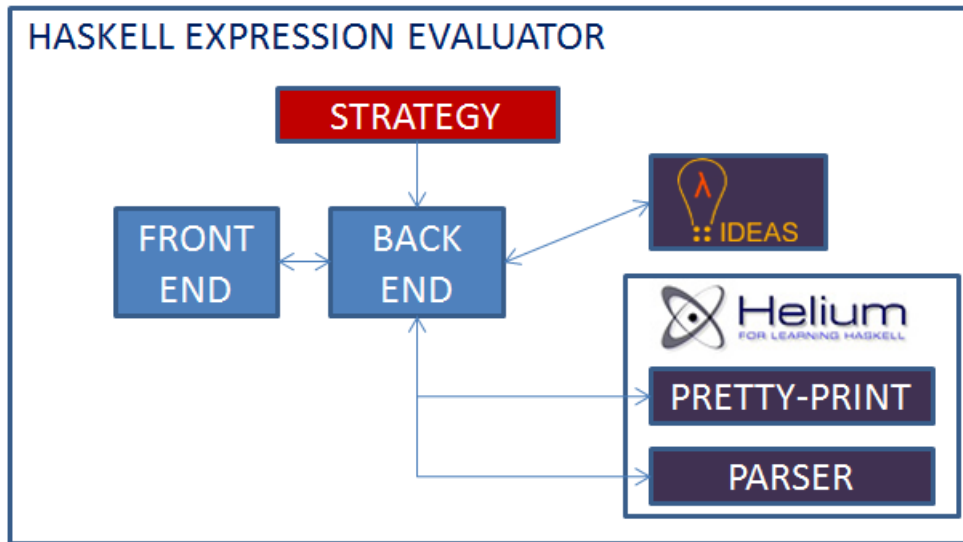 HASKELL EXPRESSION EVALUATOR
STRATEGY
FRONT
END
BACK
END
λ
:: IDEAS
Helium
FOR LEARNING HASKELL
PRETTY-PRINT
PARSER